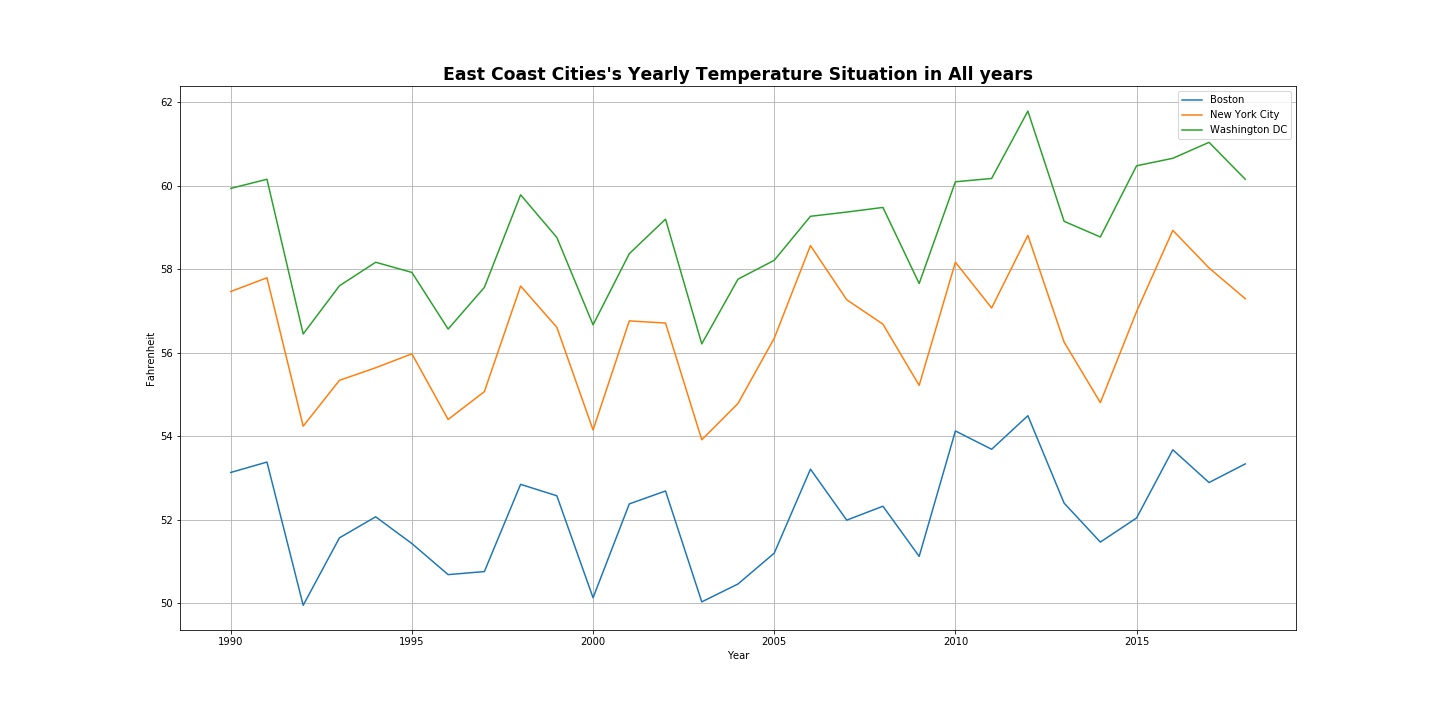 East Coast Cities's Yearly Temperature Situation in All years
Boston
New York City
Washington DC
62
60
58
56
54
52
50
Fahrenheit
1990 1995 2000 2005 2010 2015
Year